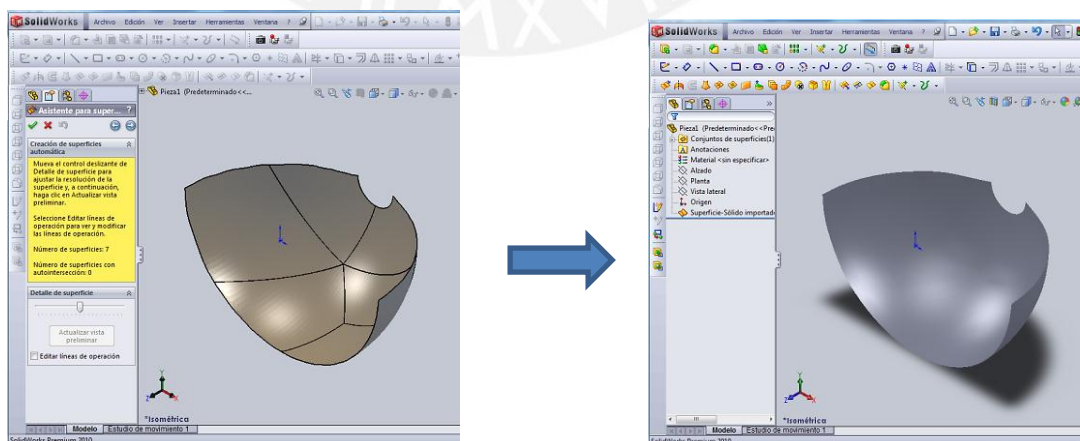 MXVI
SolidWorks Archivo Edición Ver Insertar Herramientas Ventana ?
Pieza1 (Predeterminado<<...
Asistente para super... ?
Creación de superficies
automática
Mueva el control deslizante de
Detalle de superficie para
ajustar la resolución de la
superficie y, a continuación,
haga clic en Actualizar vista
preliminar.
Seleccione Editar líneas de
operación para ver y modificar
las líneas de operación.
Número de superficies: 7
Número de superficies con
autointersección: 0
Detalle de superficie
Actualizar vista
preliminar
Editar líneas de operación
Y
Z X
*Isométrica
Modelo Estudio de movimiento 1
SolidWorks Premium 2010
SolidWorks Archivo Edición Ver Insertar Herramientas Ventana ?
Pieza1 (Predeterminado<<Pre
Conjuntos de superficies(1)
Anotaciones
Material <sin especificar>
Alzado
Planta
Vista lateral
Origen
Superficie-Sólido importad
Y
Z X
*Isométrica
Modelo Estudio de movimiento 1
SolidWorks Premium 2010